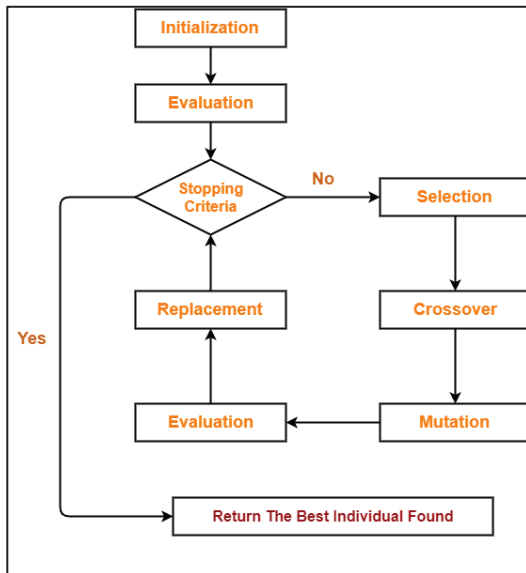 Initialization
Evaluation
Stopping
Criteria
No
Selection
Replacement
Crossover
Yes
Evaluation
Mutation
Return The Best Individual Found